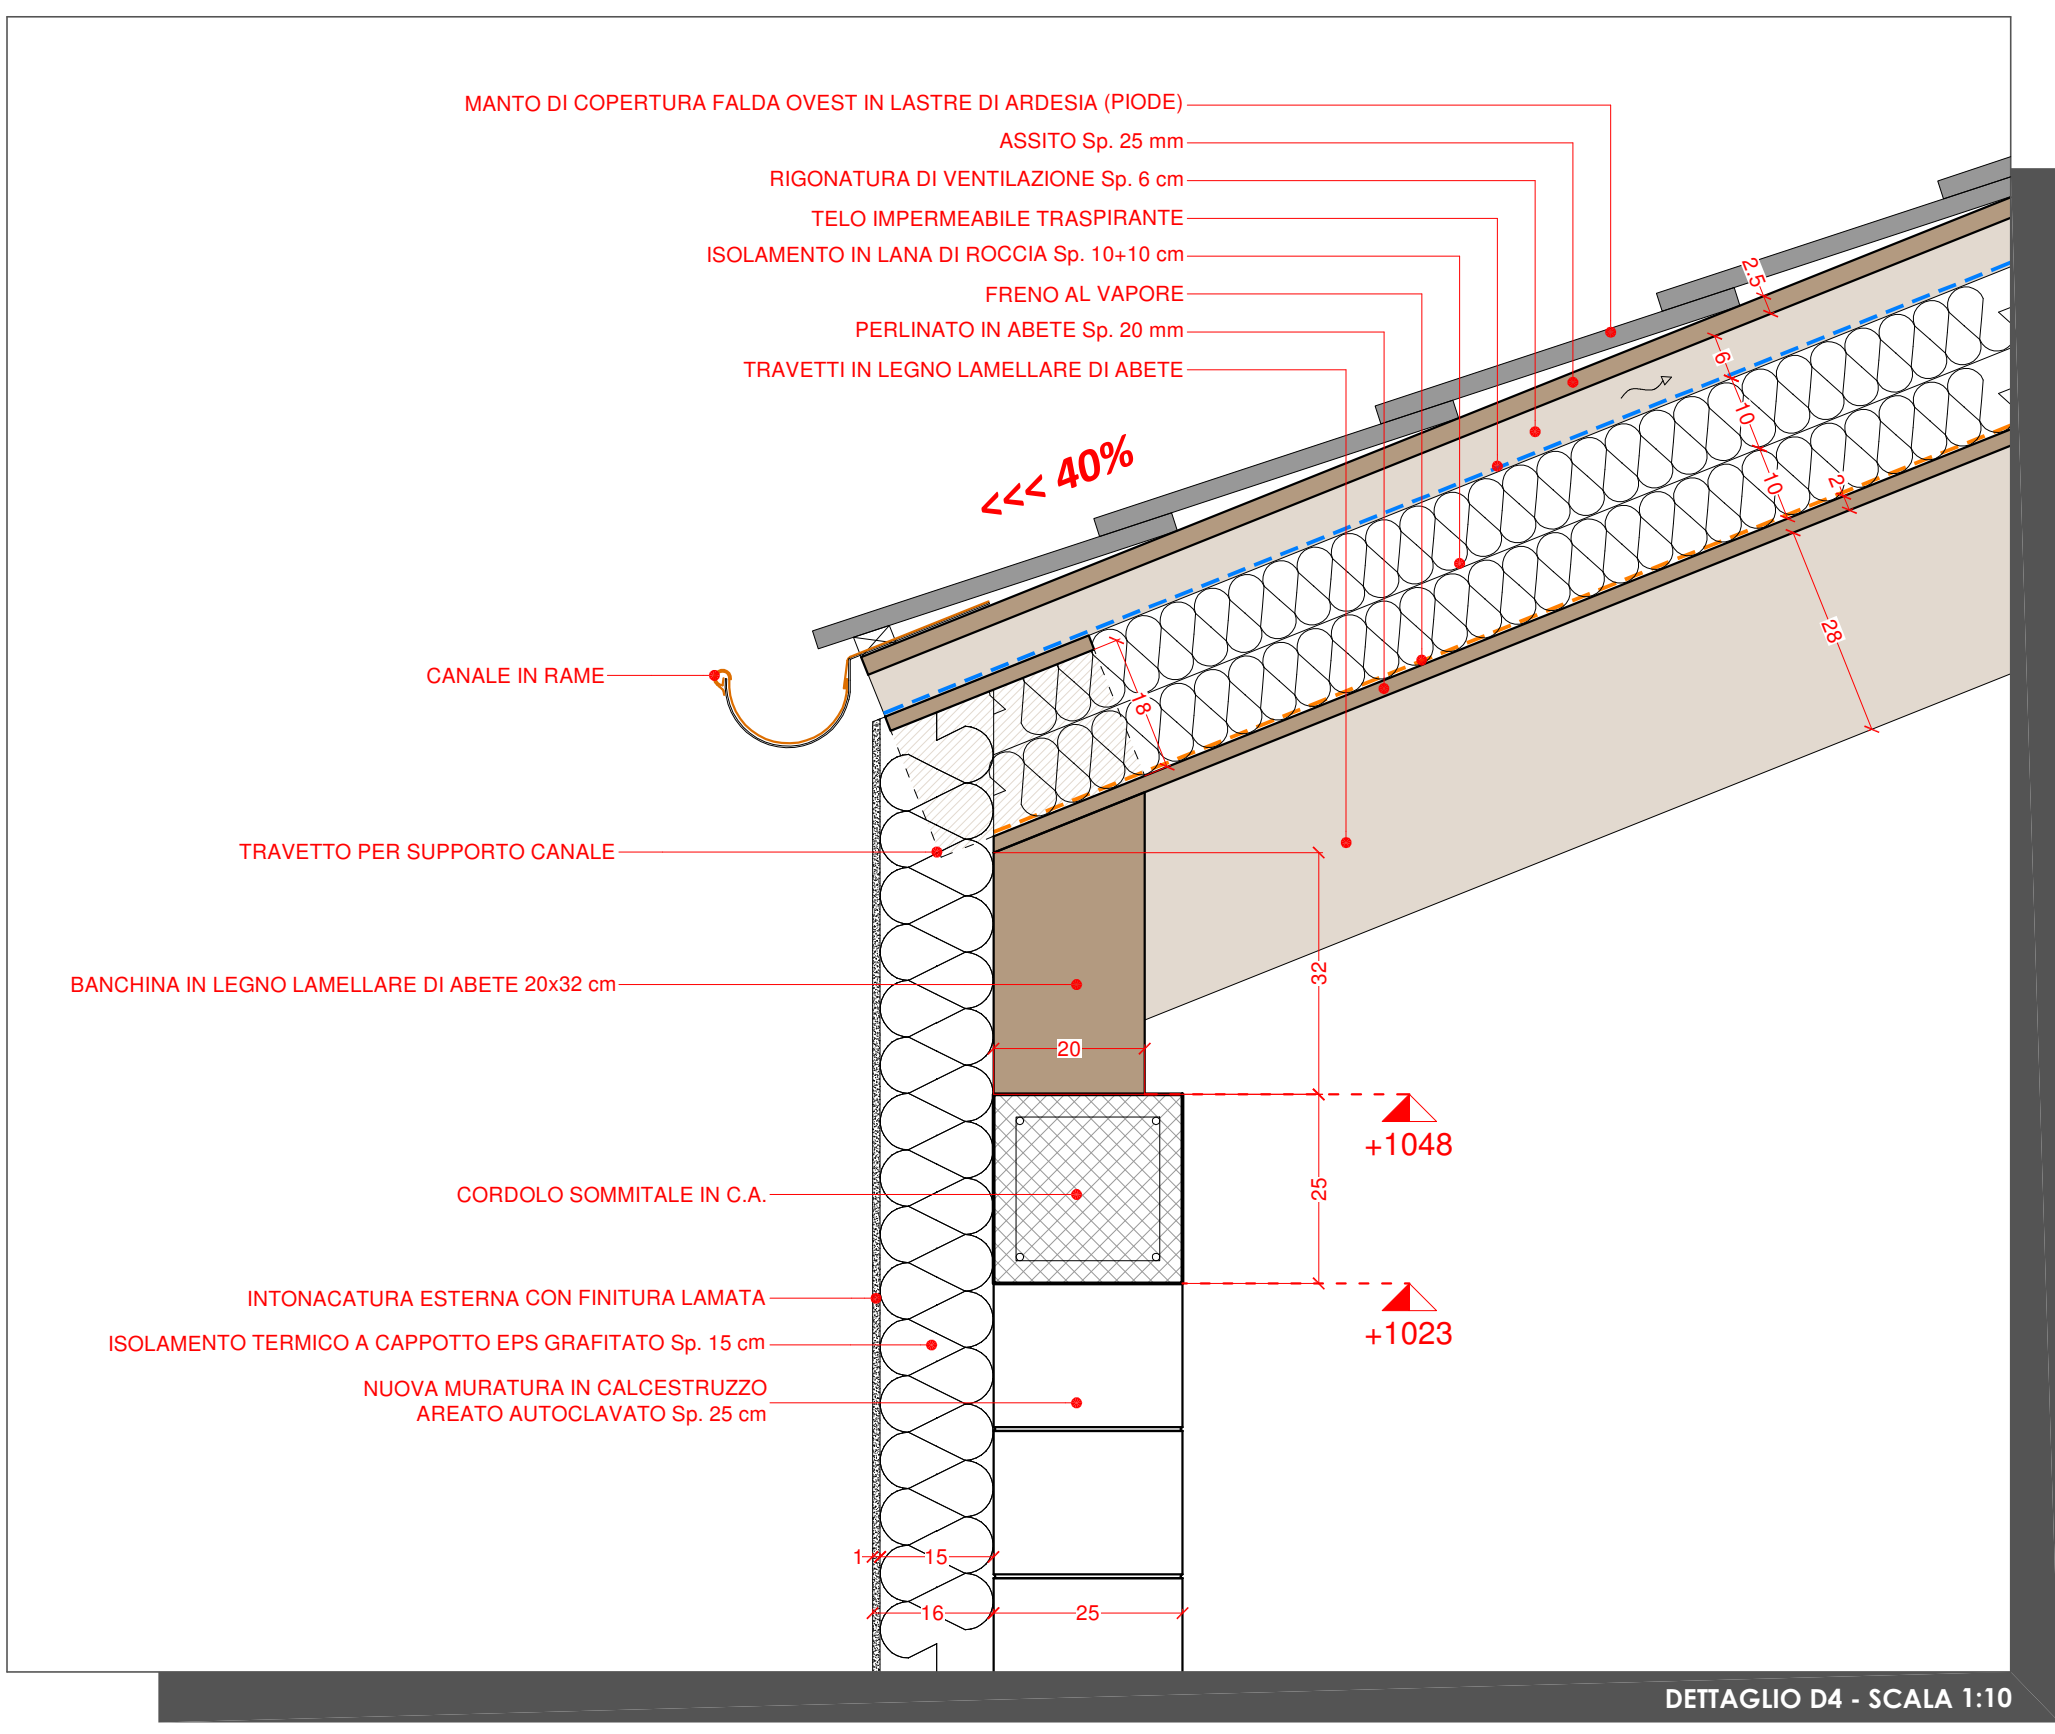 MANTO DI COPERTURA FALDA OVEST IN LASTRE DI ARDESIA (PIODE)
ASSITO Sp. 25 mm
RIGONATURA DI VENTILAZIONE Sp. 6 cm
TELO IMPERMEABILE TRASPIRANTE
ISOLAMENTO IN LANA DI ROCCIA Sp. 10+10 cm
FRENO AL VAPORE
PERLINATO IN ABETE Sp. 20 mm
TRAVETTI IN LEGNO LAMELLARE DI ABETE
2.5
6
10
10
2
28
<<< 40%
CANALE IN RAME
18
TRAVETTO PER SUPPORTO CANALE
BANCHINA IN LEGNO LAMELLARE DI ABETE 20x32 cm
32
20
+1048
CORDOLO SOMMITALE IN C.A.
25
INTONACATURA ESTERNA CON FINITURA LAMATA
+1023
ISOLAMENTO TERMICO A CAPPOTTO EPS GRAFITATO Sp. 15 cm
NUOVA MURATURA IN CALCESTRUZZO
AREATO AUTOCLAVATO Sp. 25 cm
1
15
16
25
DETTAGLIO D4 - SCALA 1:10